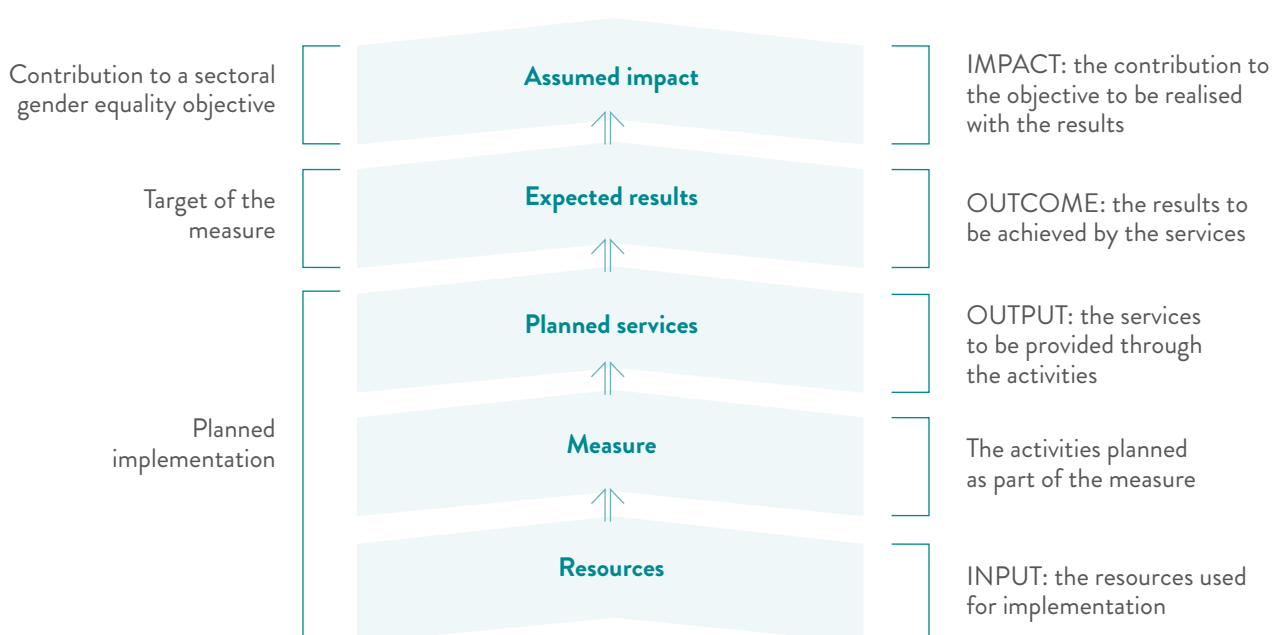 Contribution to a sectoral
gender equality objective
Assumed impact
IMPACT: the contribution to
the objective to be realised
with the results
Target of the
measure
Expected results
OUTCOME: the results to
be achieved by the services
Planned services
OUTPUT: the services
to be provided through
the activities
Planned
implementation
Measure
The activities planned
as part of the measure
Resources
INPUT: the resources used
for implementation